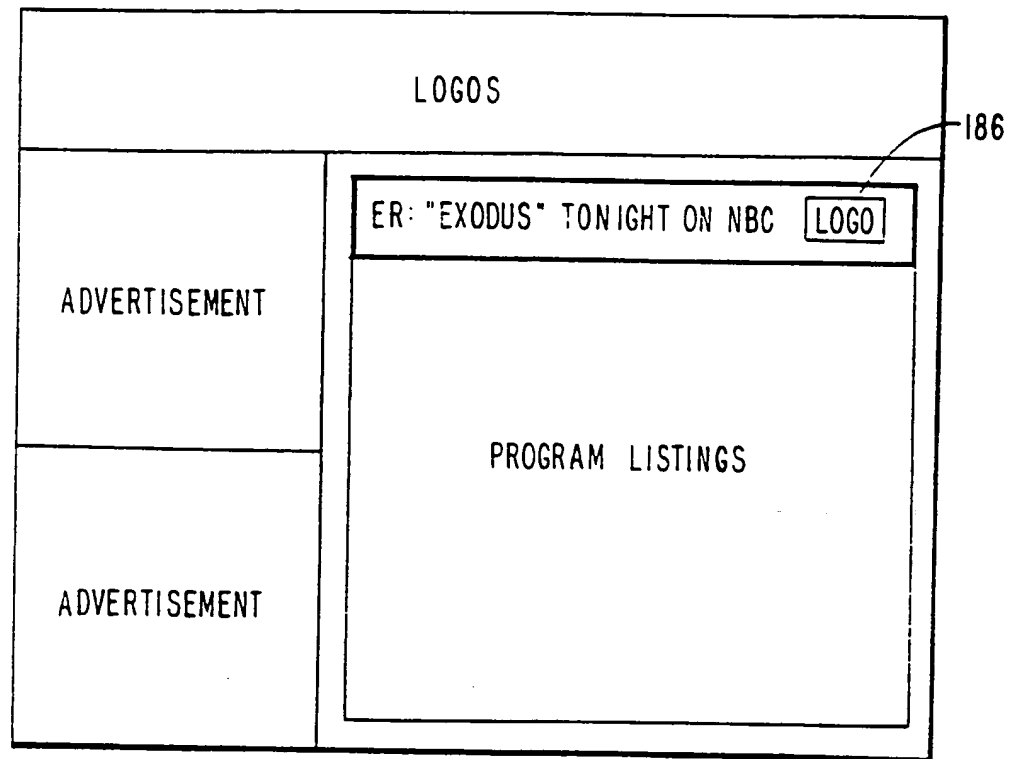 LOGOS
186
ER: "EXODUS" TONIGHT ON NBC LOGO
ADVERTISEMENT
PROGRAM LISTINGS
ADVERTISEMENT